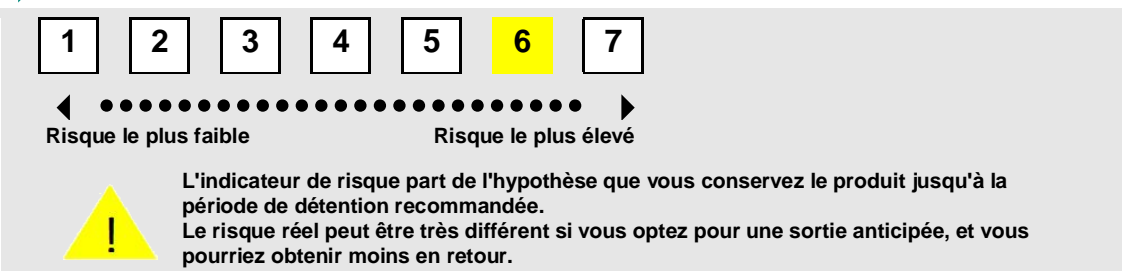 1 2 3 4 5 6 7
Risque le plus faible Risque le plus élevé
L'indicateur de risque part de l'hypothèse que vous conservez le produit jusqu'à la
période de détention recommandée.
Le risque réel peut être très différent si vous optez pour une sortie anticipée, et vous
pourriez obtenir moins en retour.
!